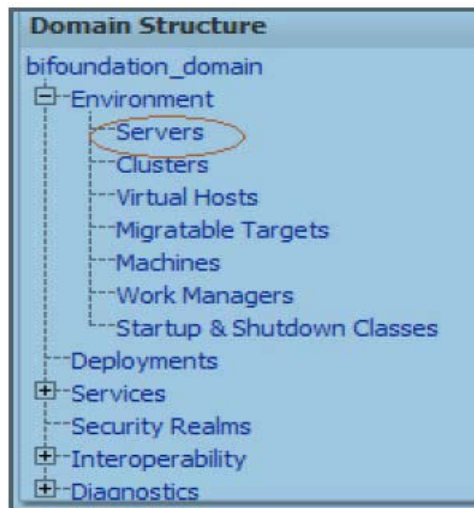 Domain Structure
bifoundation_domain
Environment
Servers
Clusters
Virtual Hosts
Migratable Targets
Machines
Work Managers
Startup & Shutdown Classes
Deployments
Services
Security Realms
Interoperability
Diagnostics